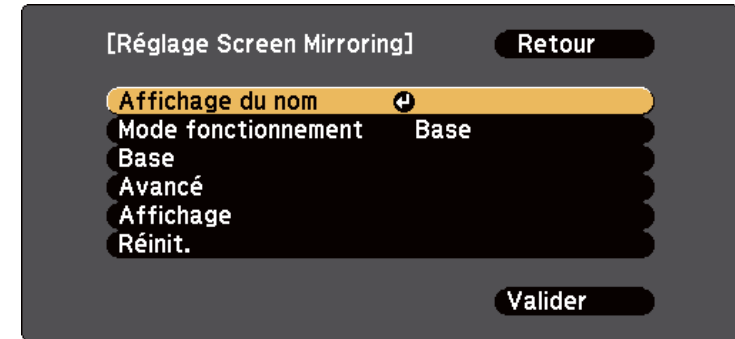 [Réglage Screen Mirroring] Retour
Affichage du nom
Mode fonctionnement Base
Base
Avancé
Affichage
Réinit.
Valider